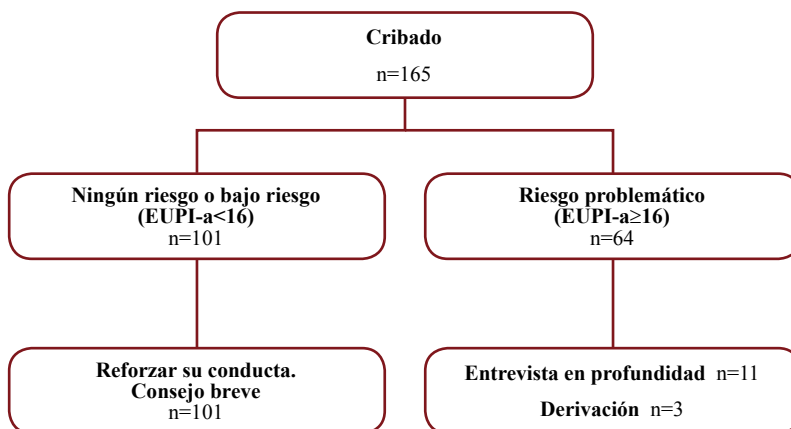 Cribado
n=165
Ningún riesgo o bajo riesgo
(EUPI-a<16)
n=101
Riesgo problemático
(EUPI-a≥16)
n=64
Reforzar su conducta.
Consejo breve
n=101
Entrevista en profundidad n=11
Derivación n=3